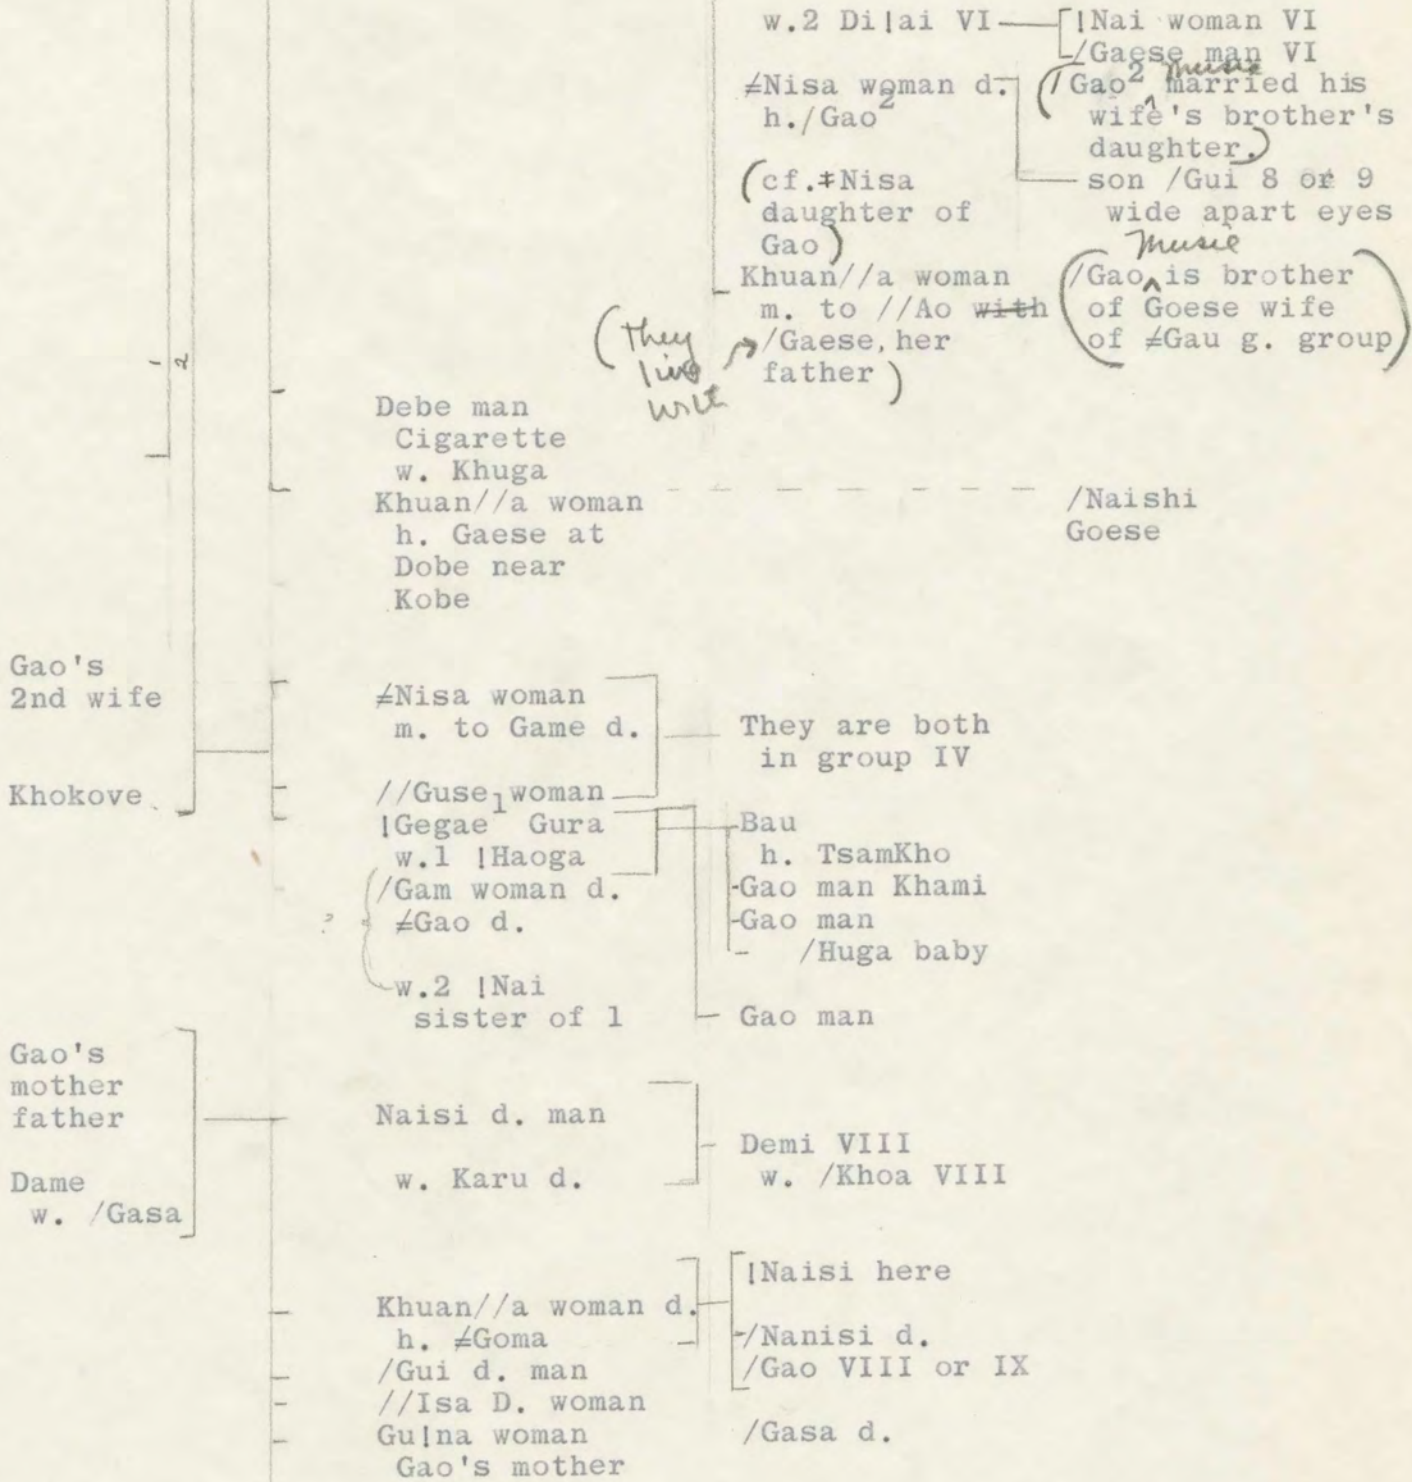 w.2 Di|ai VI
|Nai woman VI
/Gaese man VI
≠Nisa woman d.
h./Gao 2
(/Gao 2 music married his
wife's brother's
daughter.)
(cf.≠Nisa
daughter of
Gao)
son /Gui 8 or 9
wide apart eyes
Khuan//a woman
m. to //Ao with
/Gaese, her
father)
(They
live
with
(/Gao music is brother
of Goese wife
of ≠Gau g. group)
1
2
Debe man
Cigarette
w. Khuga
Khuan//a woman
h. Gaese at
Dobe near
Kobe
/Naishi
Goese
Gao's
2nd wife
Khokove
≠Nisa woman
m. to Game d.
They are both
in group IV
//Guse woman
|Gegae 1 Gura
w.1 |Haoga
/Gam woman d.
≠Gao d.
?
w.2 |Nai
sister of 1
Bau
h. TsamKho
Gao man Khami
Gao man
/Huga baby
Gao man
Gao's
mother
father
Dame
w. /Gasa
Naisi d. man
w. Karu d.
Demi VIII
w. /Khoa VIII
Khuan//a woman d.
h. ≠Goma
/Gui d. man
//Isa D. woman
Gu|na woman
Gao's mother
|Naisi here
/Nanisi d.
/Gao VIII or IX
/Gasa d.